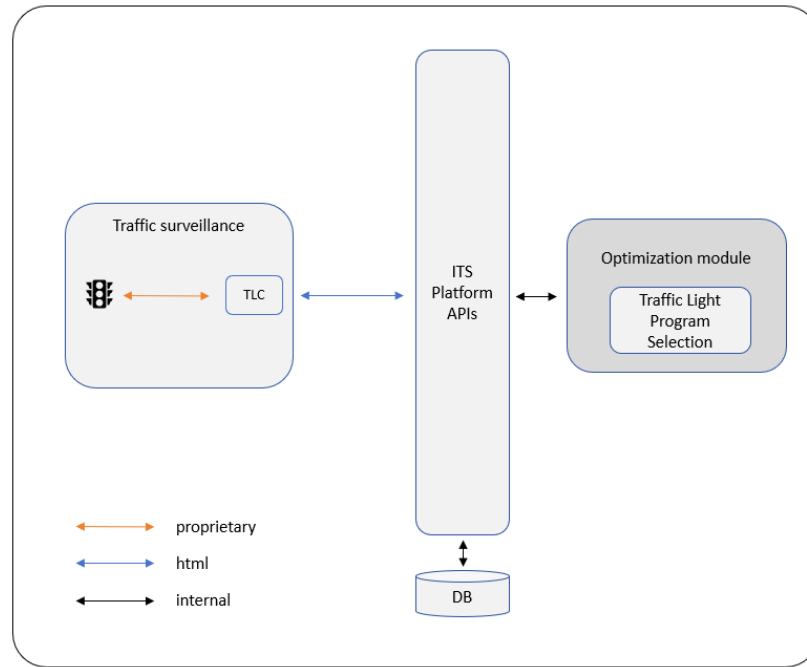 Traffic surveillance
TLC
ITS
Platform
APIs
Optimization module
Traffic Light
Program
Selection
DB
proprietary
html
internal